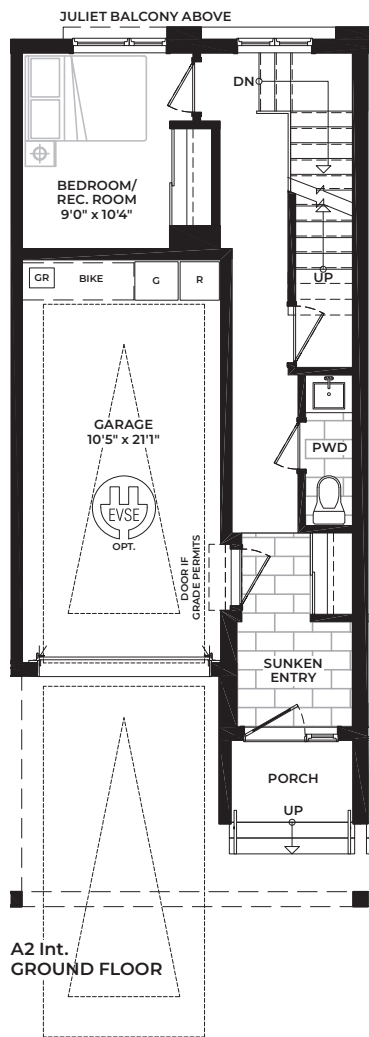 JULIET BALCONY ABOVE
DN
BEDROOM/
REC. ROOM
9'0" x 10'4"
UP
GR
BIKE
G
R
GARAGE
10'5" x 21'1"
EVSE
OPT.
PWD
DOOR IF
GRADE PERMITS
SUNKEN
ENTRY
PORCH
UP
A2 Int.
GROUND FLOOR